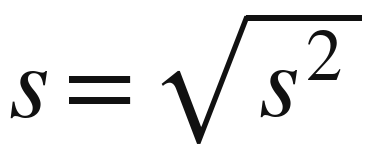 s = √s²